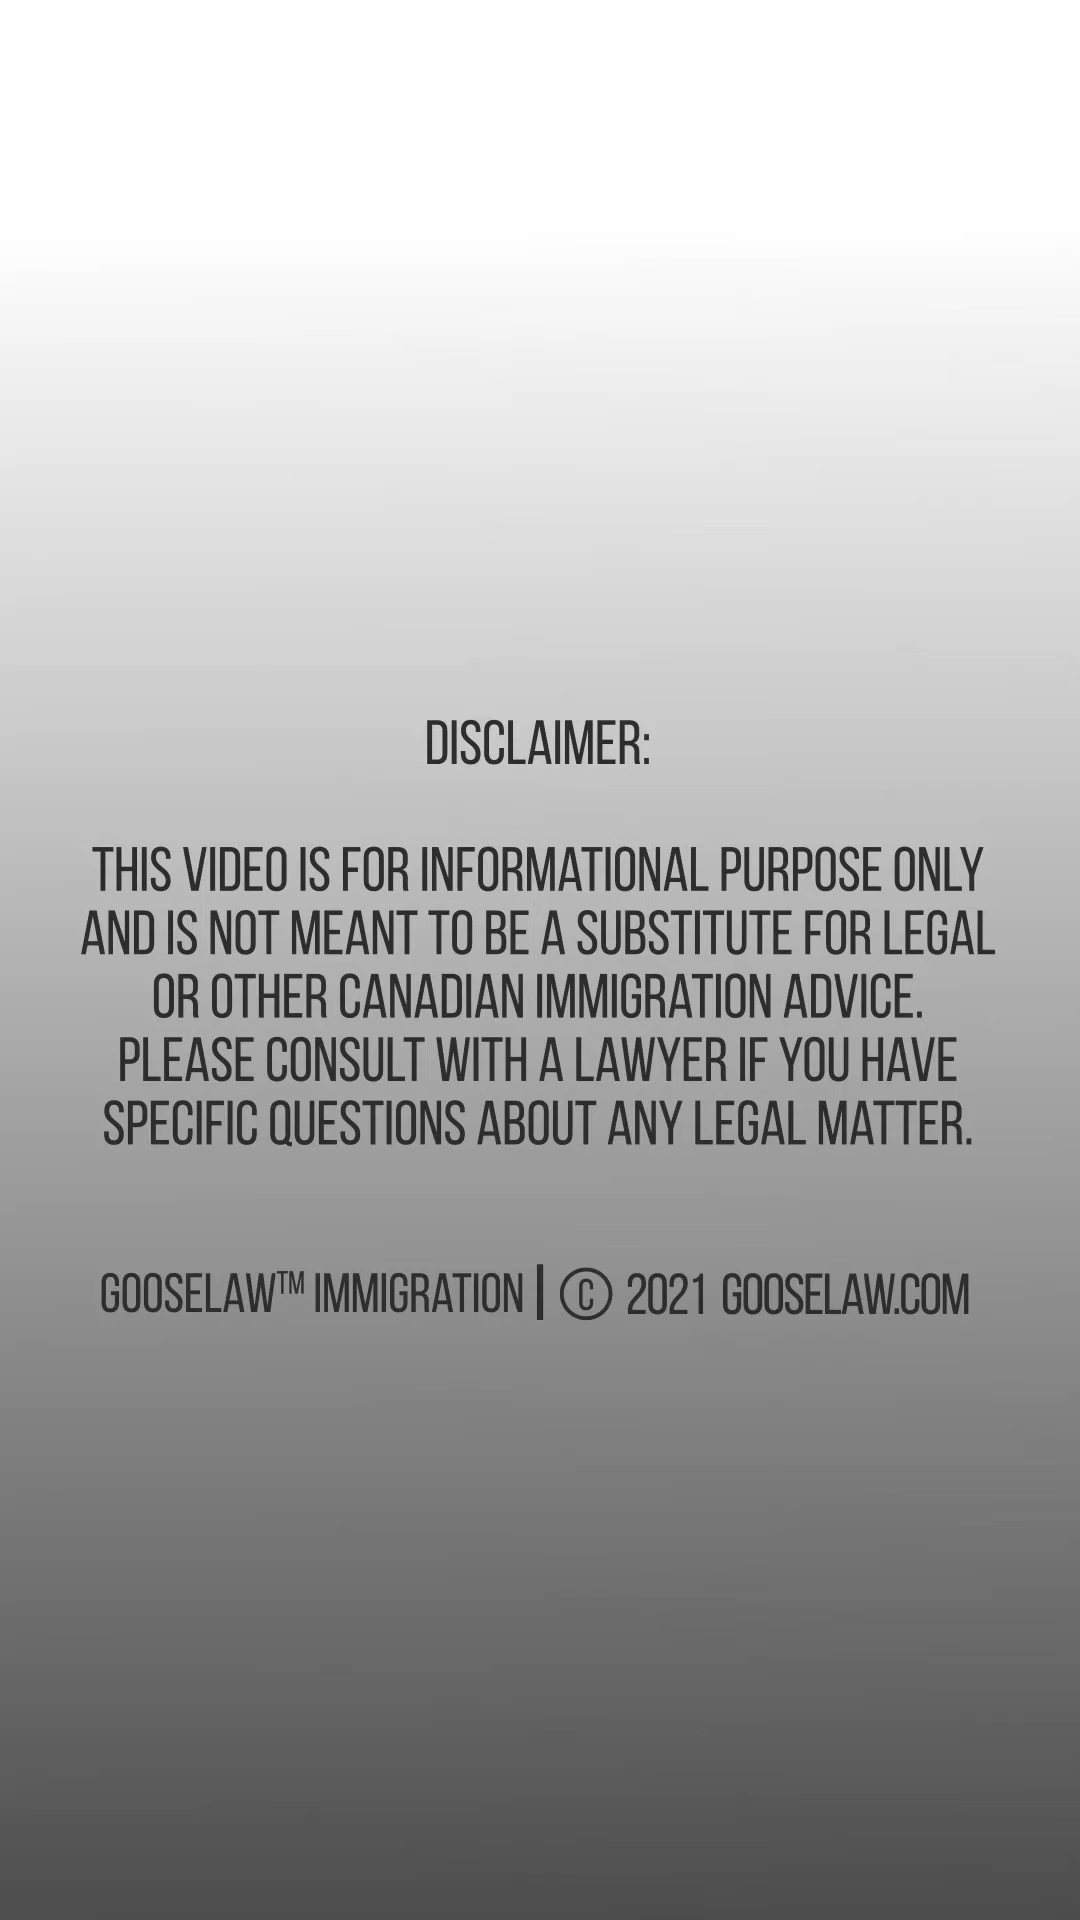 DISCLAIMER:
THIS VIDEO IS FOR INFORMATIONAL PURPOSE ONLY
AND IS NOT MEANT TO BE A SUBSTITUTE FOR LEGAL
OR OTHER CANADIAN IMMIGRATION ADVICE.
PLEASE CONSULT WITH A LAWYER IF YOU HAVE
SPECIFIC QUESTIONS ABOUT ANY LEGAL MATTER.
GOOSELAW™ IMMIGRATION | © 2021 GOOSELAW.COM